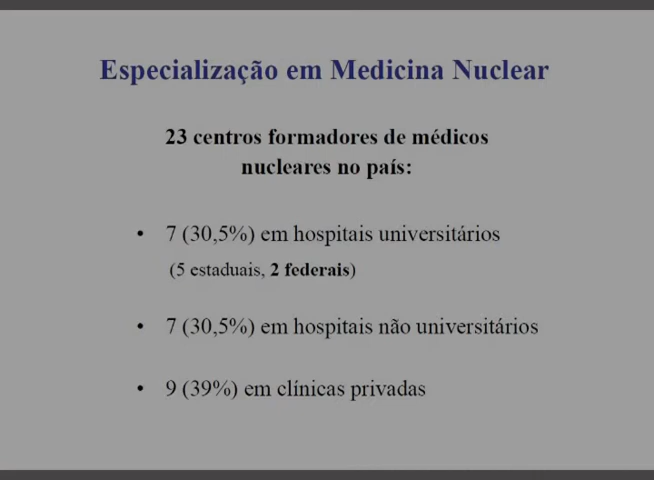 Especialização em Medicina Nuclear
23 centros formadores de médicos
nucleares no país:
• 7 (30,5%) em hospitais universitários
(5 estaduais, 2 federais)
• 7 (30,5%) em hospitais não universitários
• 9 (39%) em clínicas privadas